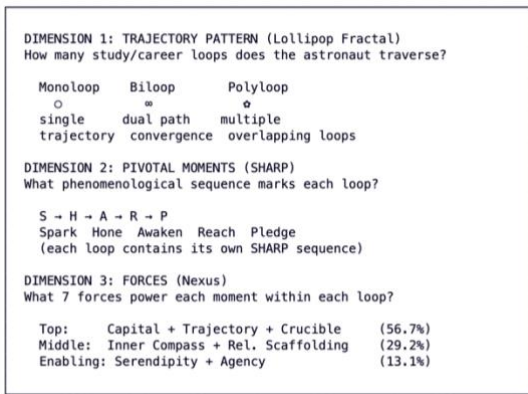 DIMENSION 1: TRAJECTORY PATTERN (Lollipop Fractal)
How many study/career loops does the astronaut traverse?
Monoloop Biloop Polyloop
○ ∞ ✿
single dual path multiple
trajectory convergence overlapping loops
DIMENSION 2: PIVOTAL MOMENTS (SHARP)
What phenomenological sequence marks each loop?
S → H → A → R → P
Spark Hone Awaken Reach Pledge
(each loop contains its own SHARP sequence)
DIMENSION 3: FORCES (Nexus)
What 7 forces power each moment within each loop?
Top: Capital + Trajectory + Crucible (56.7%)
Middle: Inner Compass + Rel. Scaffolding (29.2%)
Enabling: Serendipity + Agency (13.1%)